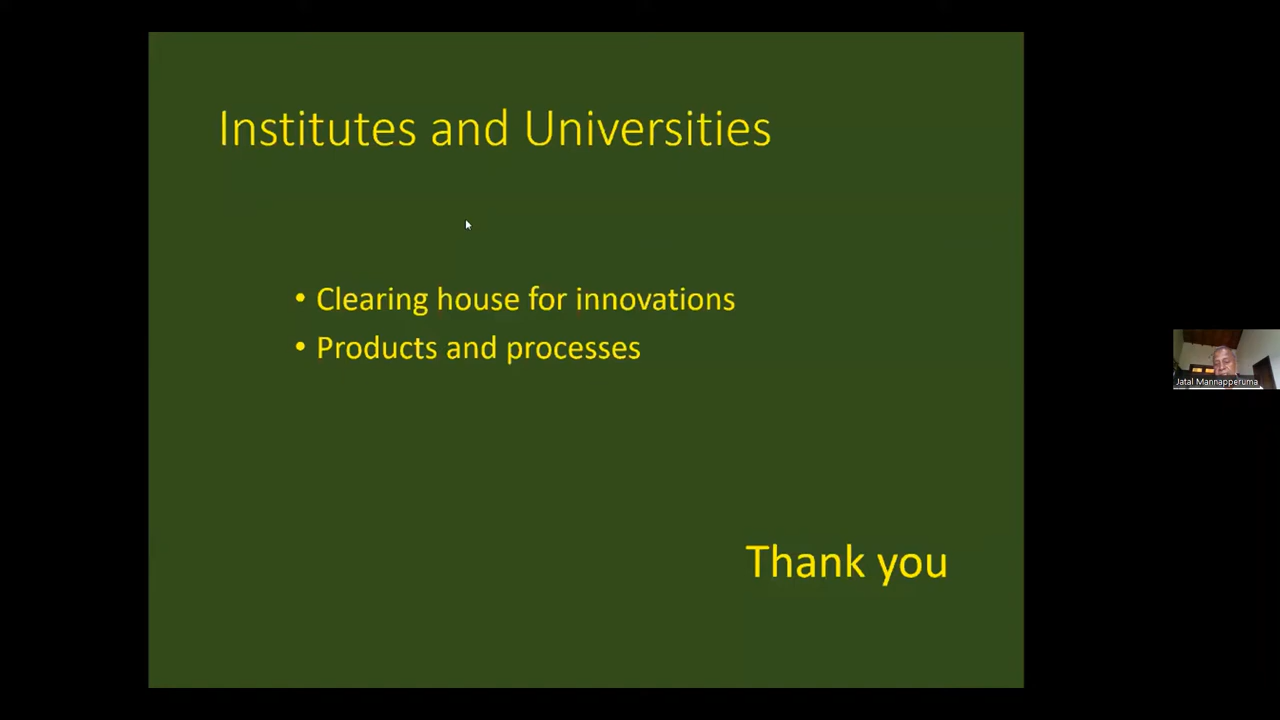 Institutes and Universities
• Clearing house for innovations
• Products and processes
Jatal Mannapperuma
Thank you